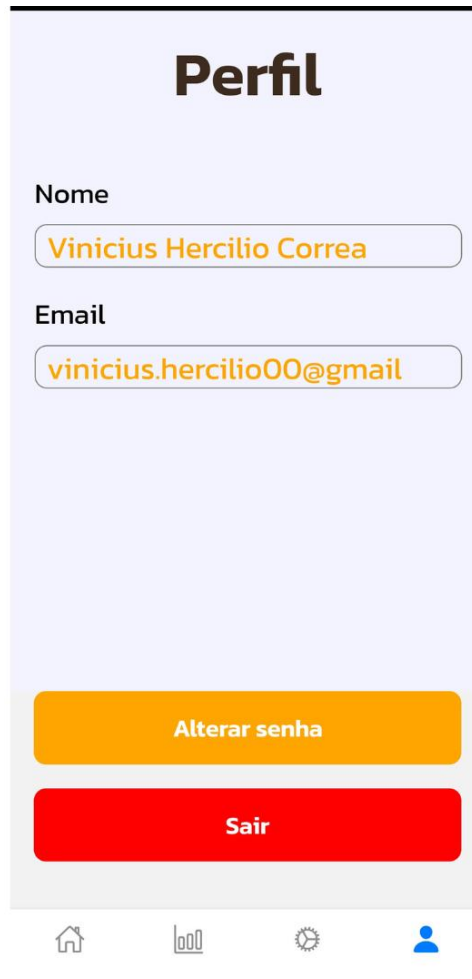 Perfil
Nome
Vinicius Hercilio Correa
Email
vinicius.hercilio00@gmail
Alterar senha
Sair